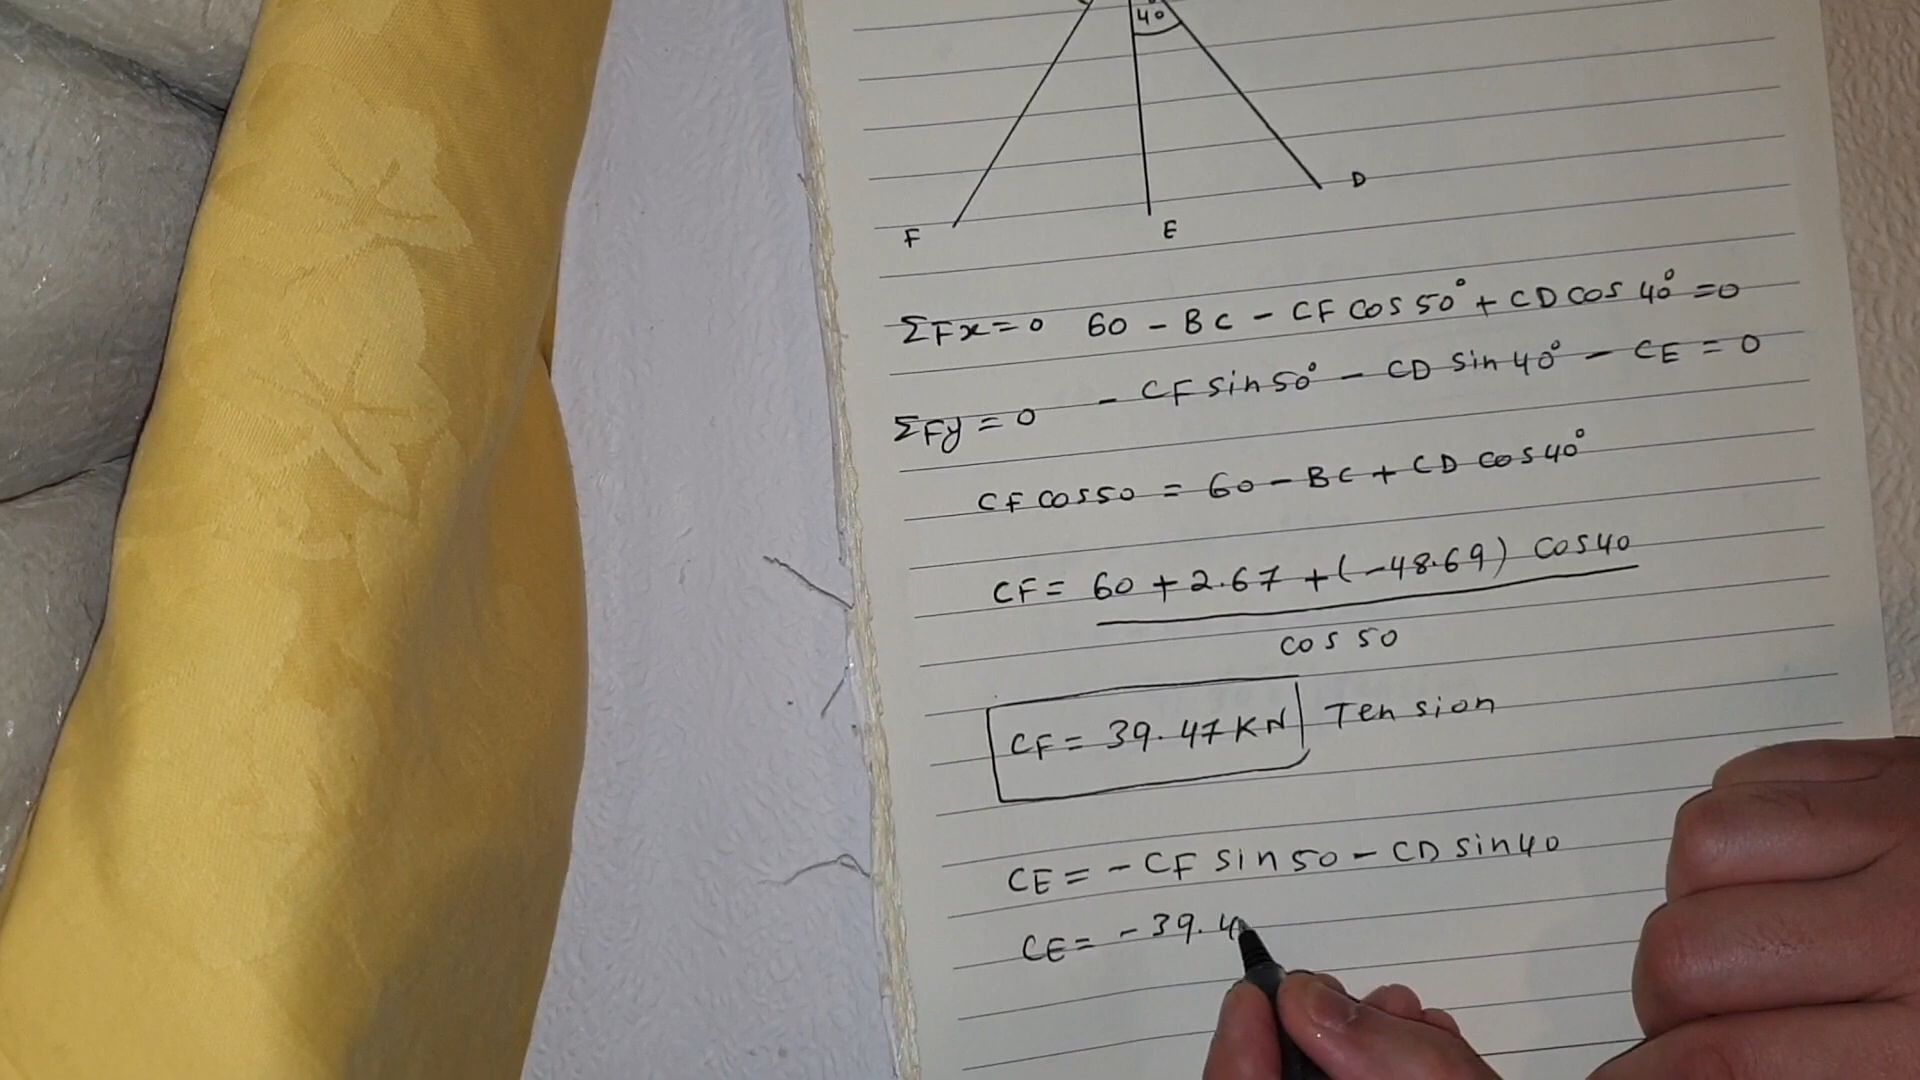 40°
D
F
E
ΣFx = 0 60 - BC - CF cos 50° + CD cos 40° = 0
ΣFy = 0 - CF sin 50° - CD sin 40° - CE = 0
CF cos 50 = 60 - BC + CD cos 40°
CF = 60 + 2.67 + (-48.69) cos 40
cos 50
CF = 39.47 KN Tension
CE = - CF sin 50 - CD sin 40
CE = - 39.4